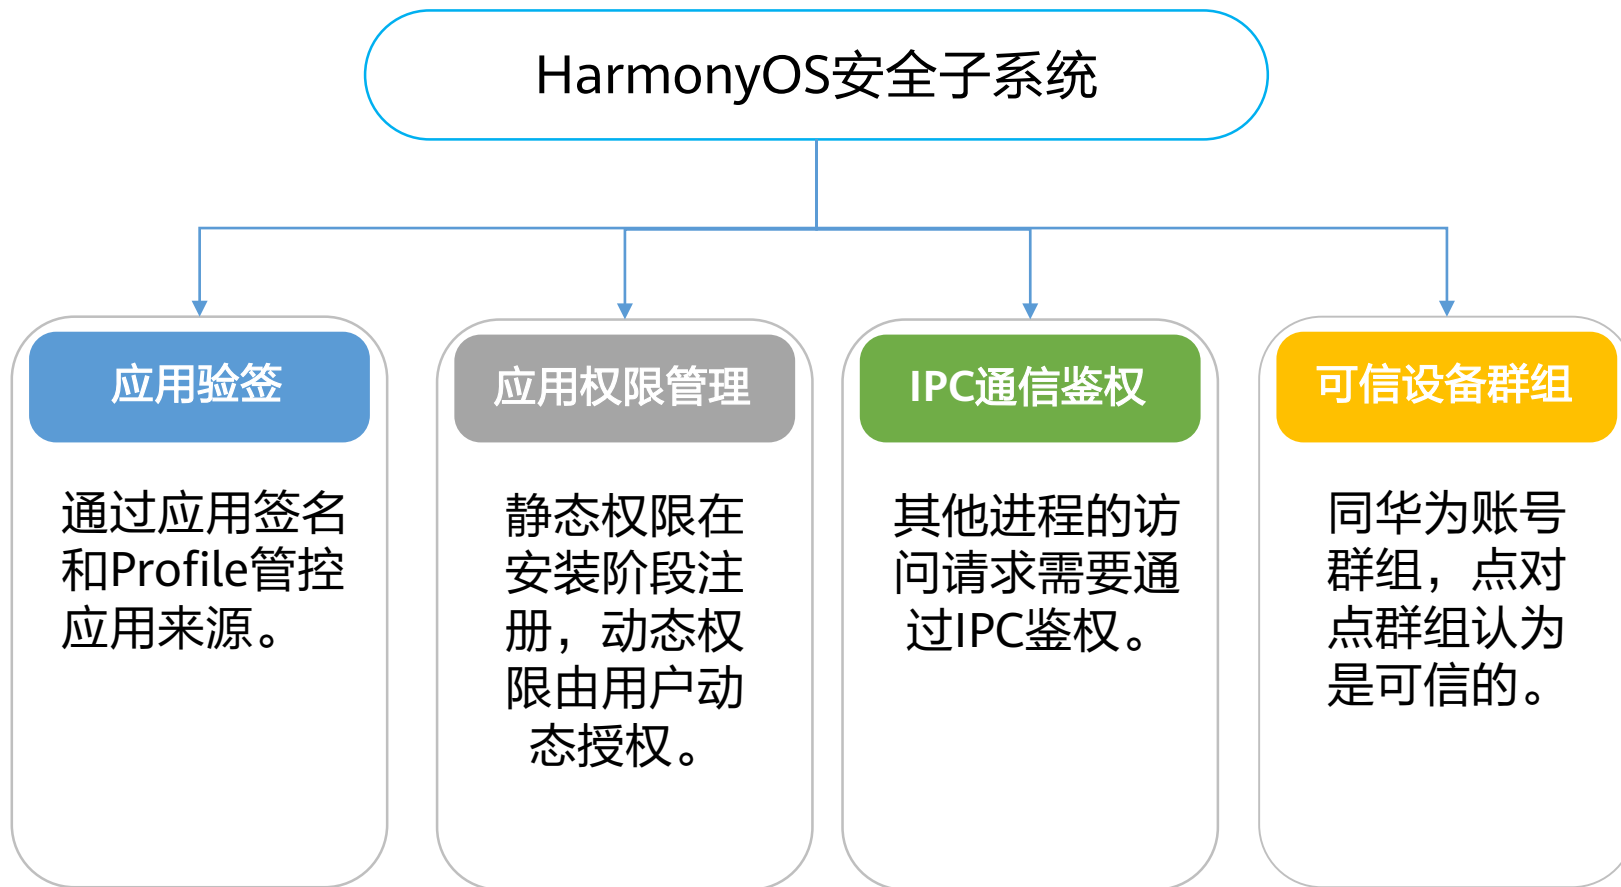 HarmonyOS安全子系统
应用验签
通过应用签名
和Profile管控
应用来源。
应用权限管理
静态权限在
安装阶段注
册，动态权
限由用户动
态授权。
IPC通信鉴权
其他进程的访
问请求需要通
过IPC鉴权。
可信设备群组
同华为账号
群组，点对
点群组认为
是可信的。